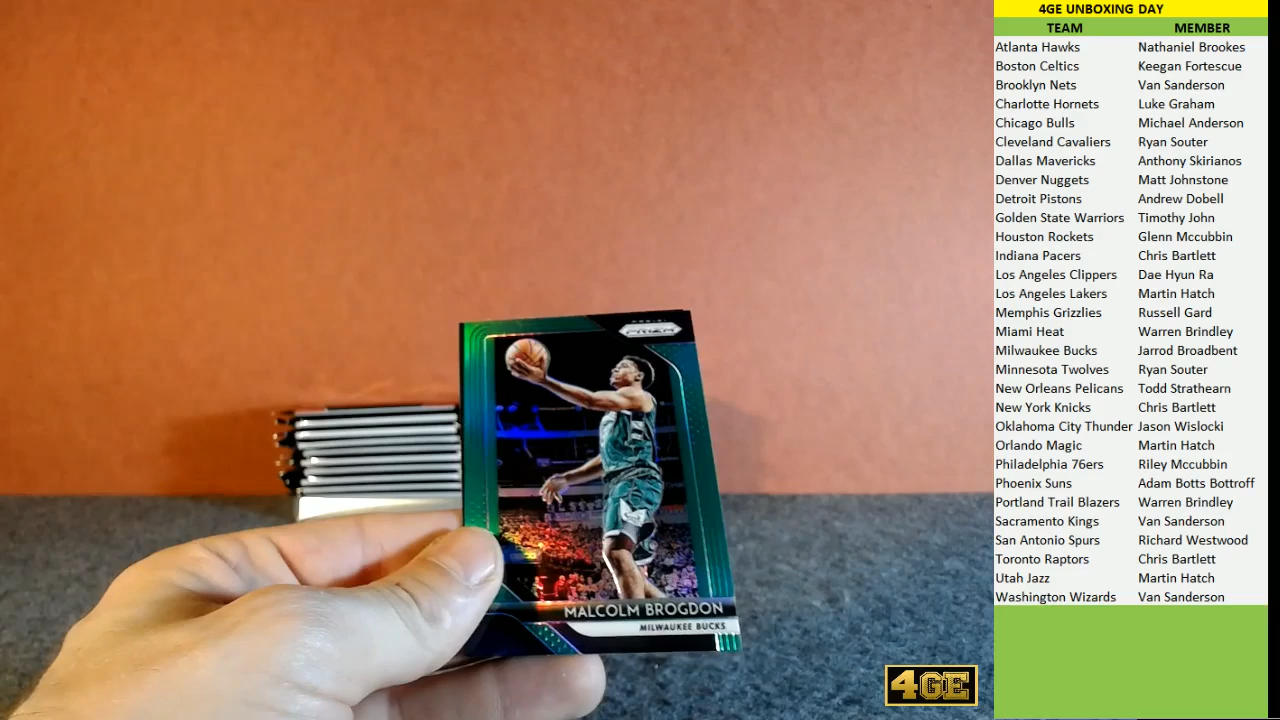 PRIZM
MALCOLM BROGDON
MILWAUKEE BUCKS
4GE
4GE UNBOXING DAY
TEAM MEMBER
Atlanta Hawks Nathaniel Brookes
Boston Celtics Keegan Fortescue
Brooklyn Nets Van Sanderson
Charlotte Hornets Luke Graham
Chicago Bulls Michael Anderson
Cleveland Cavaliers Ryan Souter
Dallas Mavericks Anthony Skirianos
Denver Nuggets Matt Johnstone
Detroit Pistons Andrew Dobell
Golden State Warriors Timothy John
Houston Rockets Glenn Mccubbin
Indiana Pacers Chris Bartlett
Los Angeles Clippers Dae Hyun Ra
Los Angeles Lakers Martin Hatch
Memphis Grizzlies Russell Gard
Miami Heat Warren Brindley
Milwaukee Bucks Jarrod Broadbent
Minnesota Twolves Ryan Souter
New Orleans Pelicans Todd Strathearn
New York Knicks Chris Bartlett
Oklahoma City Thunder Jason Wislocki
Orlando Magic Martin Hatch
Philadelphia 76ers Riley Mccubbin
Phoenix Suns Adam Botts Bottroff
Portland Trail Blazers Warren Brindley
Sacramento Kings Van Sanderson
San Antonio Spurs Richard Westwood
Toronto Raptors Chris Bartlett
Utah Jazz Martin Hatch
Washington Wizards Van Sanderson